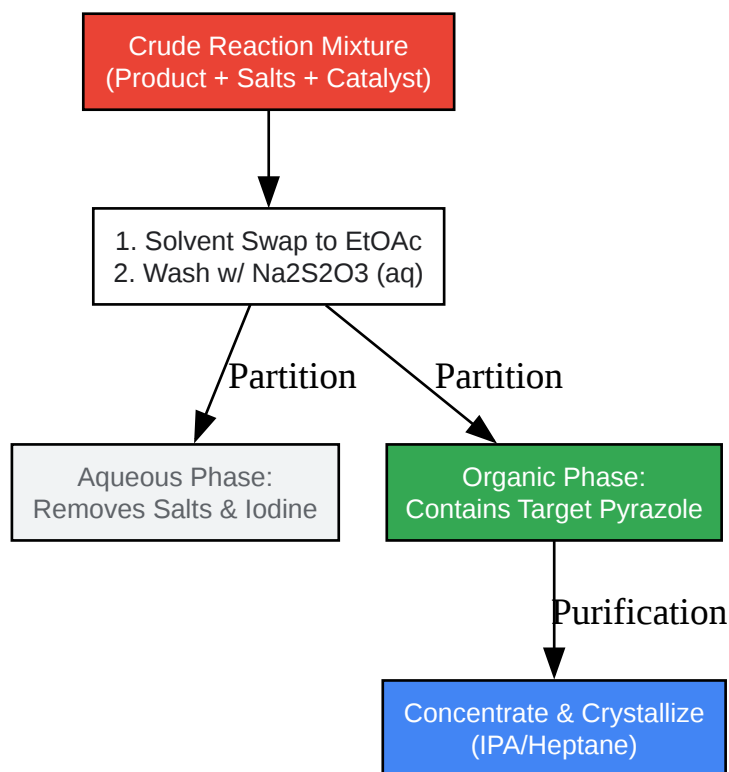 Crude Reaction Mixture
(Product + Salts + Catalyst)
1. Solvent Swap to EtOAc
2. Wash w/ Na2S2O3 (aq)
Partition
Partition
Aqueous Phase:
Removes Salts & Iodine
Organic Phase:
Contains Target Pyrazole
Purification
Concentrate & Crystallize
(IPA/Heptane)